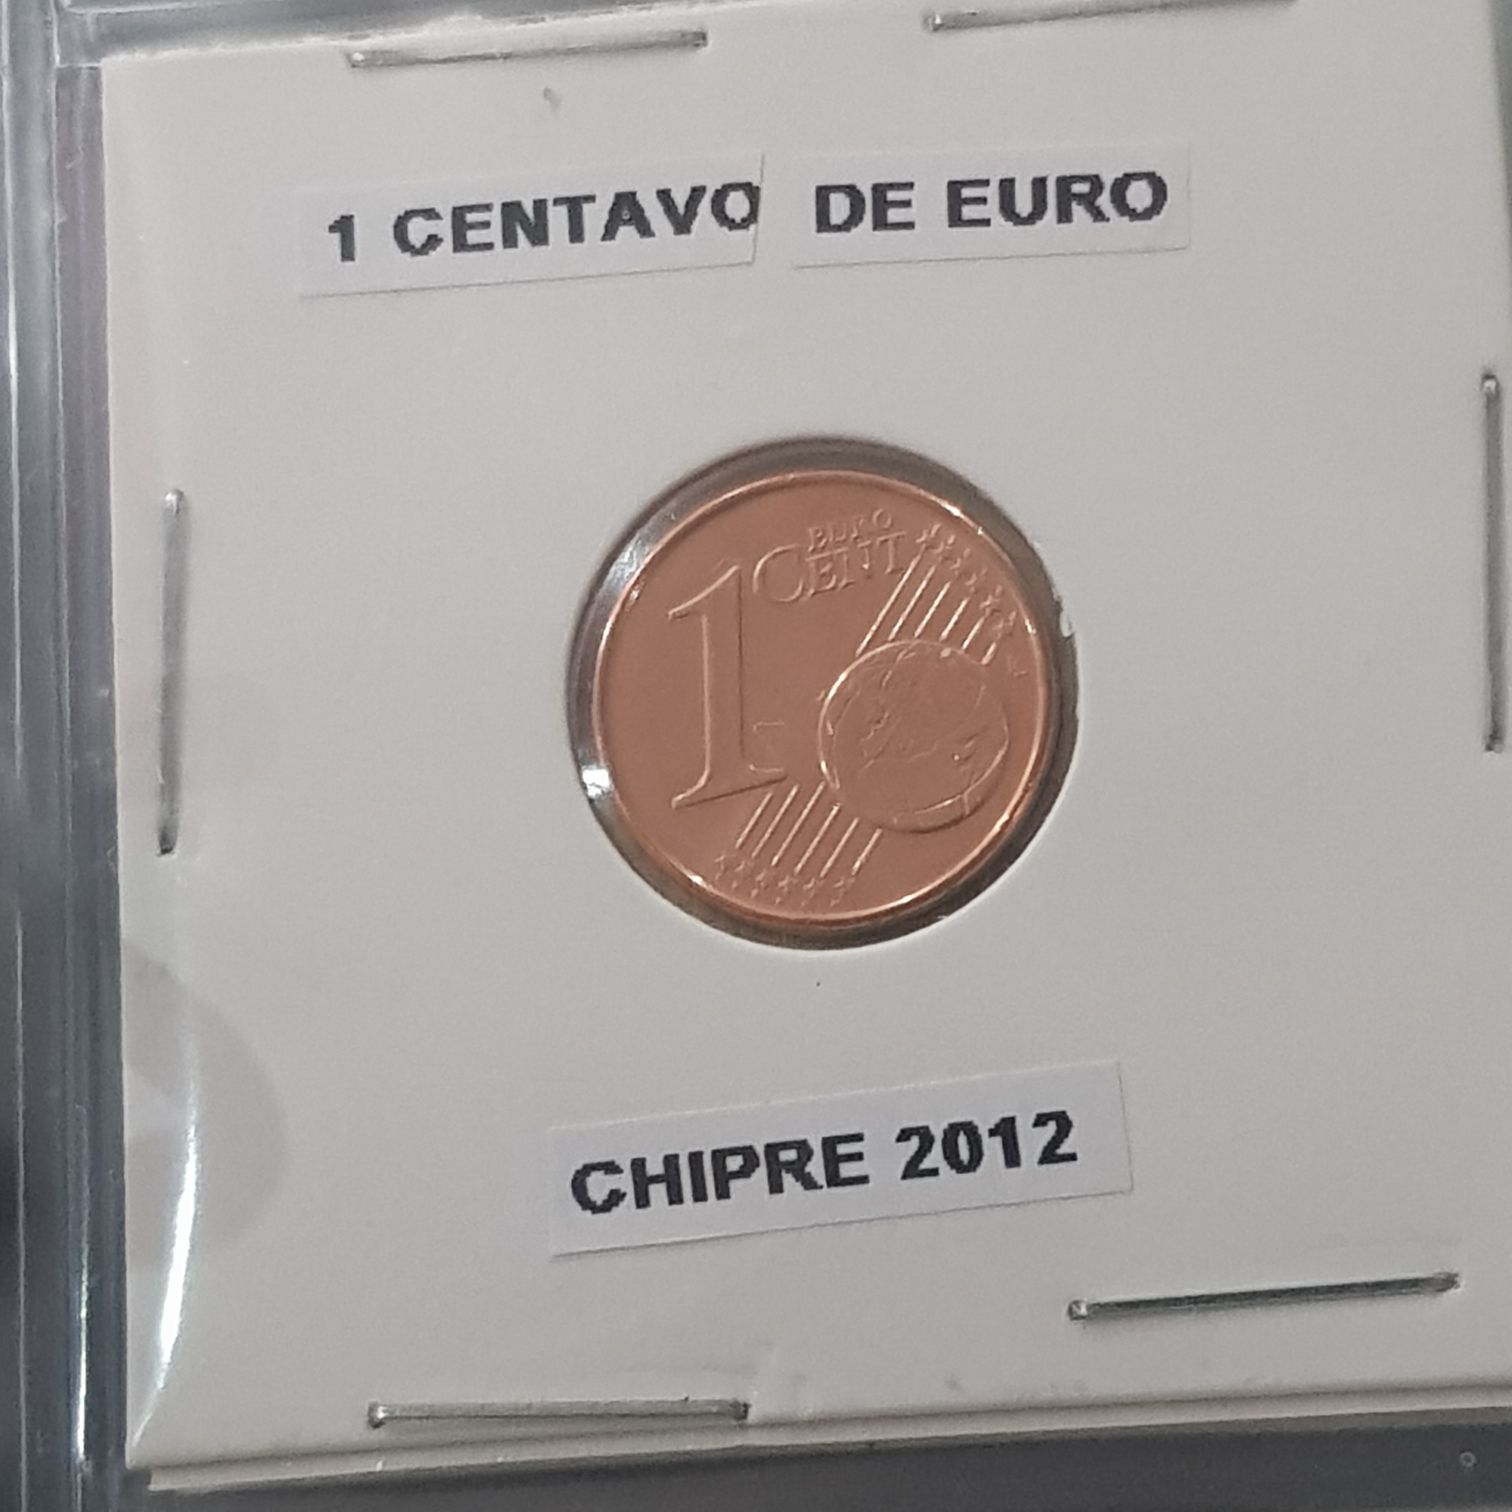 1 CENTAVO DE EURO
EURO
1 CENT
CHIPRE 2012